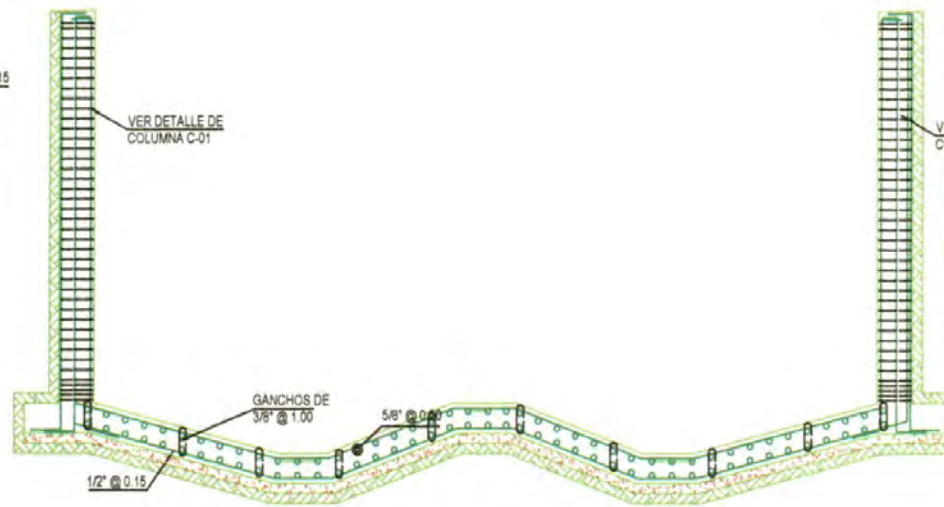 VER DETALLE DE
COLUMNA C-01
GANCHOS DE
3/8" @ 1.00
1/2" @ 0.15